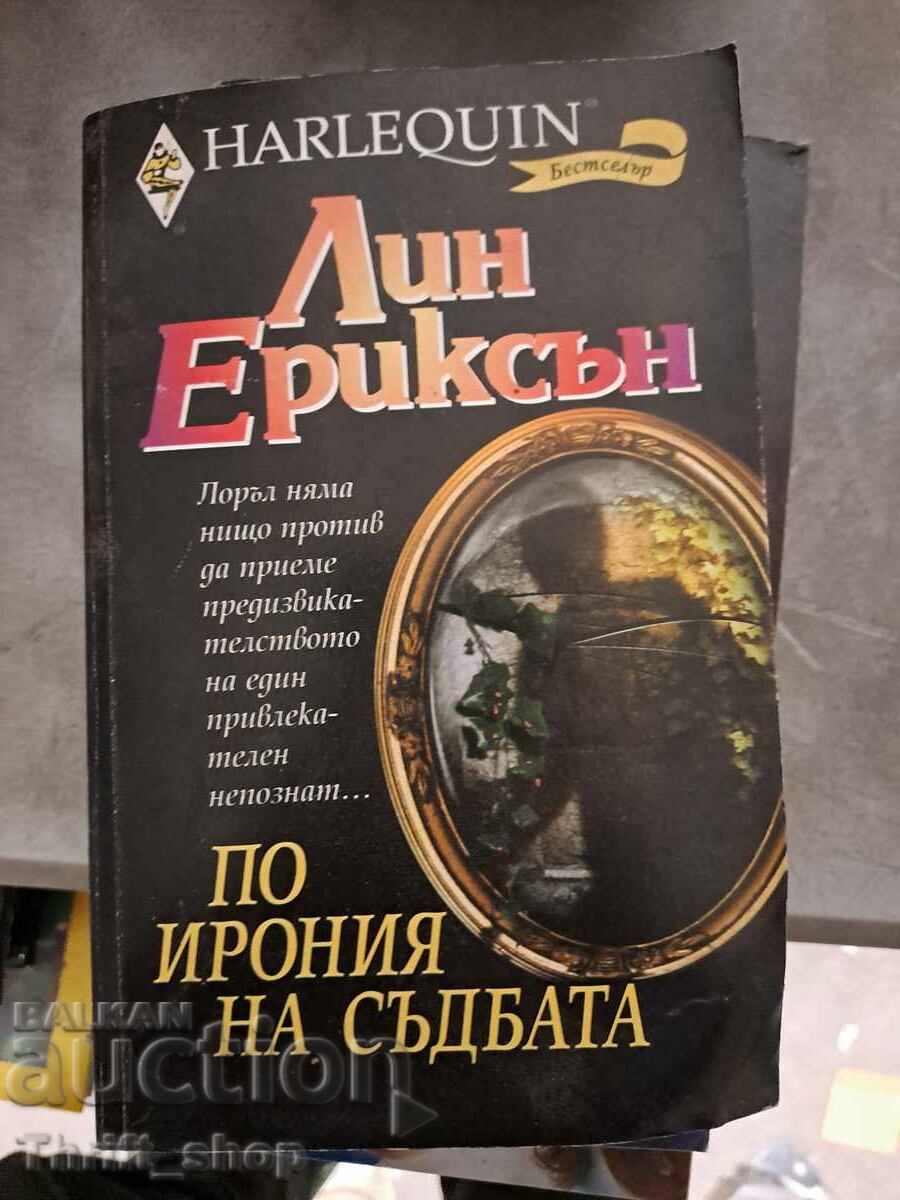 HARLEQUIN®
Бестселър
Лин
Ериксън
Лоръл няма
нищо против
да приеме
предизвика-
телството
на един
привлека-
телен
непознат...
ПО
ИРОНИЯ
НА СЪДБАТА
BALKAN
auction
Thrift_shop